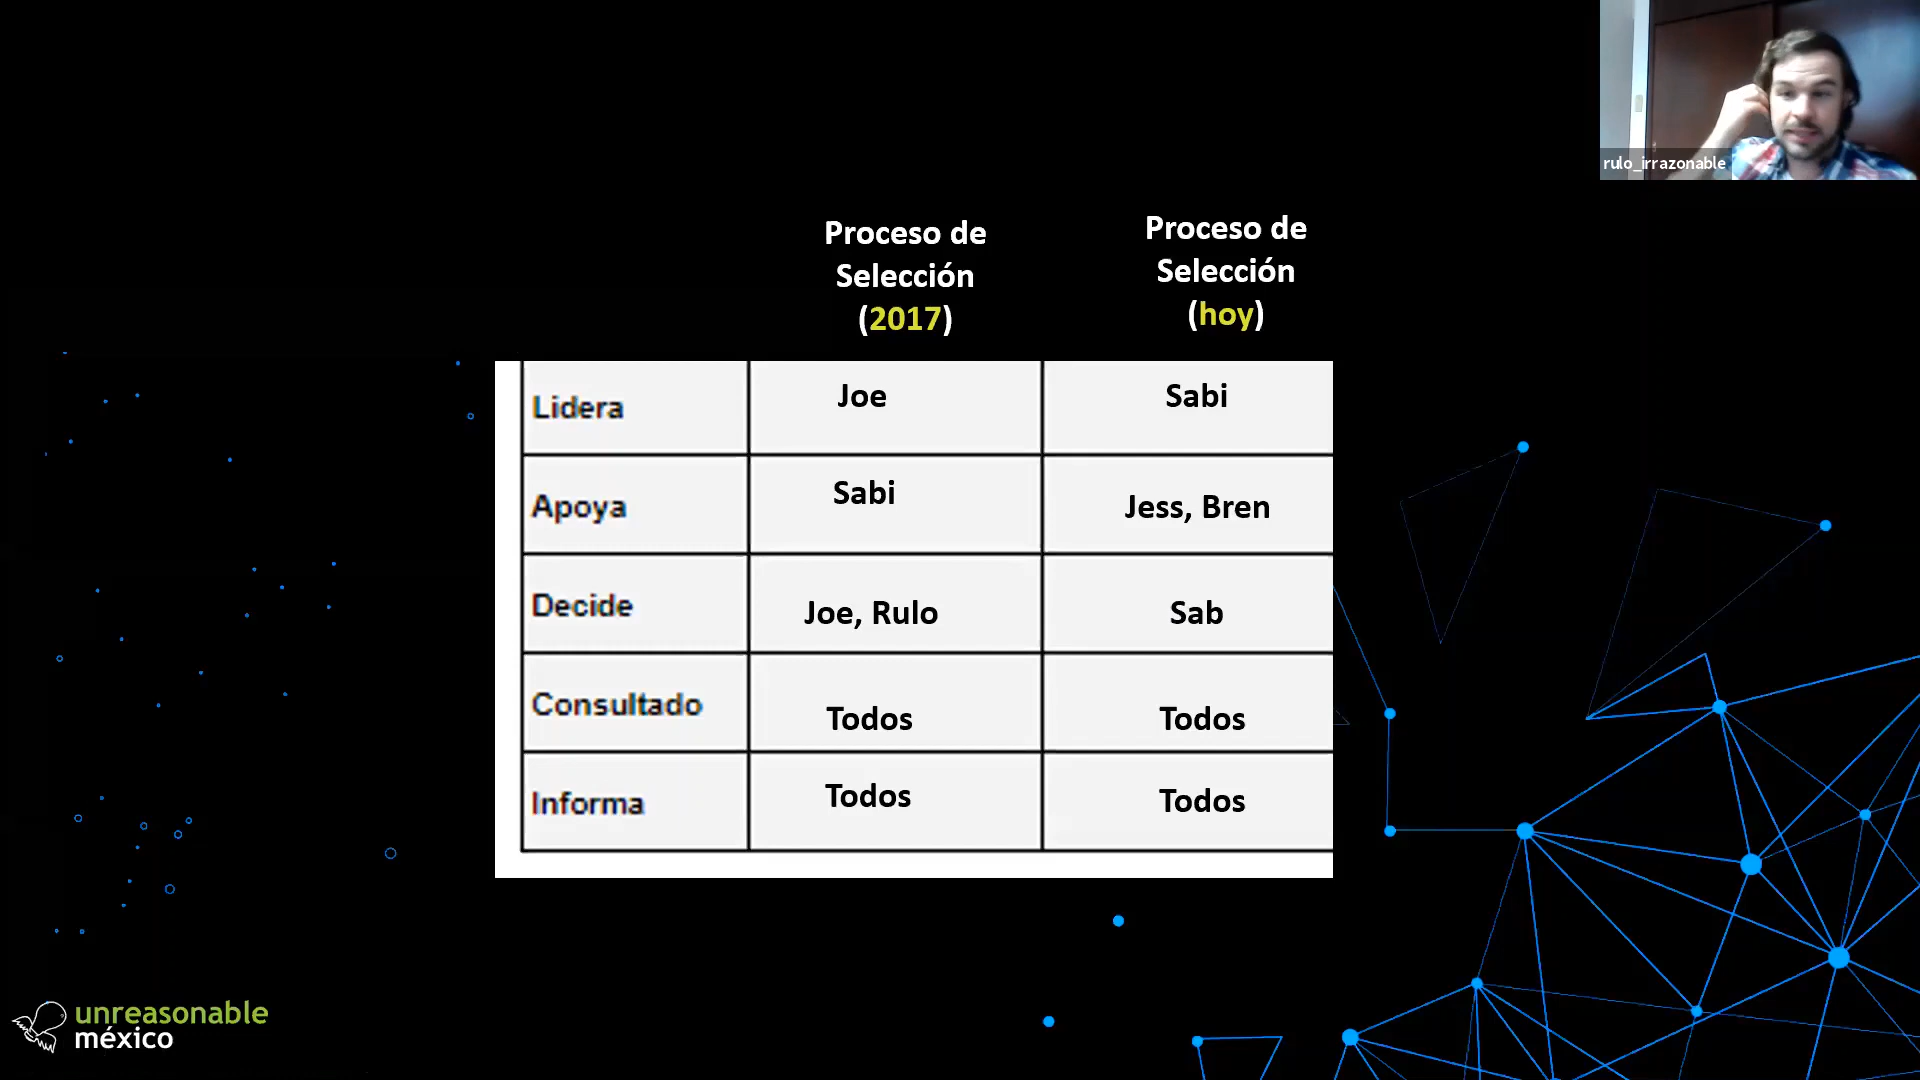 rulo_irrazonable
Proceso de
Selección
(2017)
Proceso de
Selección
(hoy)
Lidera Joe Sabi
Apoya Sabi Jess, Bren
Decide Joe, Rulo Sab
Consultado Todos Todos
Informa Todos Todos
unreasonable
méxico